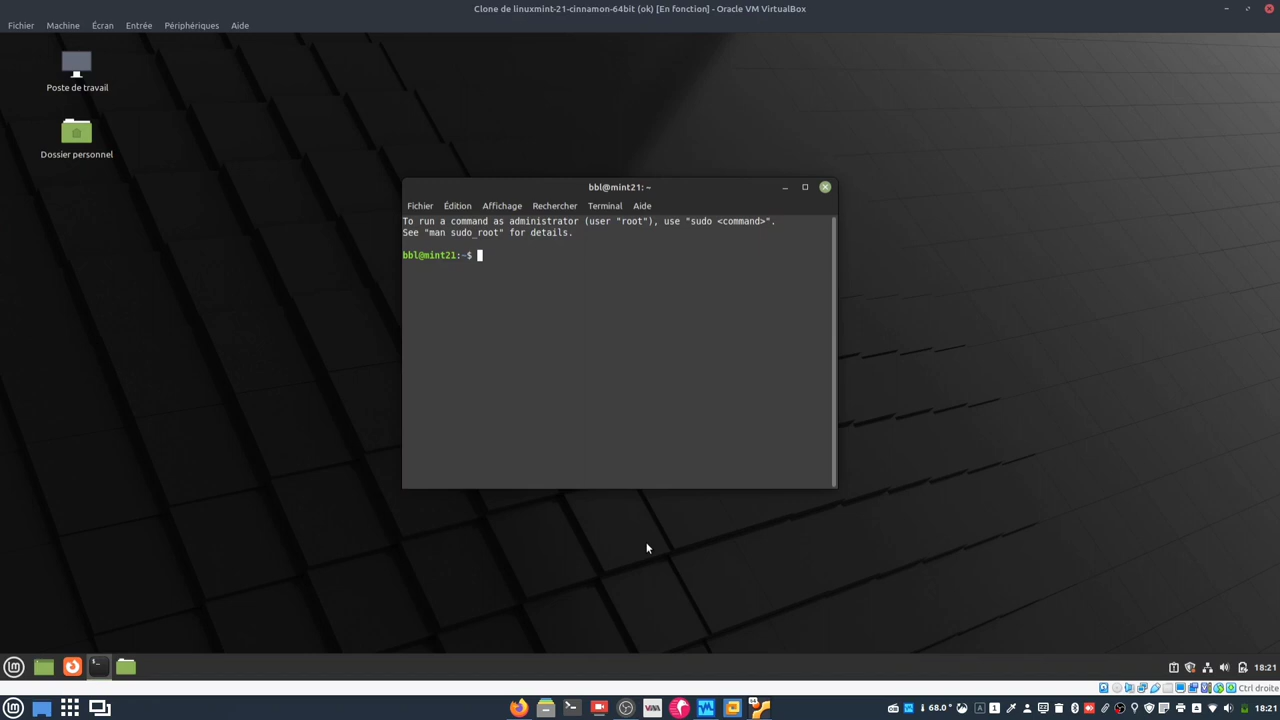 Clone de linuxmint-21-cinnamon-64bit (ok) [En fonction] - Oracle VM VirtualBox
Fichier Machine Écran Entrée Périphériques Aide
Poste de travail
Dossier personnel
bbl@mint21: ~
Fichier Édition Affichage Rechercher Terminal Aide
To run a command as administrator (user "root"), use "sudo <command>".
See "man sudo_root" for details.
bbl@mint21:~$
18:21
Ctrl droite
68.0°
18:21